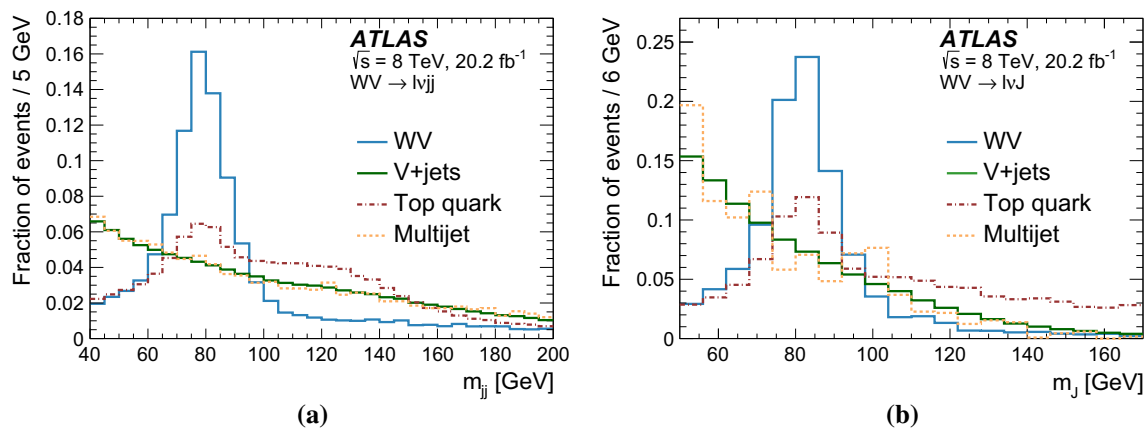 Fraction of events / 5 GeV
0.18
0.16
0.14
0.12
0.1
0.08
0.06
0.04
0.02
0
ATLAS
√s = 8 TeV, 20.2 fb⁻¹
WV → lνjj
WV
V+jets
Top quark
Multijet
40 60 80 100 120 140 160 180 200
m_jj [GeV]
(a)
Fraction of events / 6 GeV
0.25
0.2
0.15
0.1
0.05
0
ATLAS
√s = 8 TeV, 20.2 fb⁻¹
WV → lνJ
WV
V+jets
Top quark
Multijet
60 80 100 120 140 160
m_J [GeV]
(b)